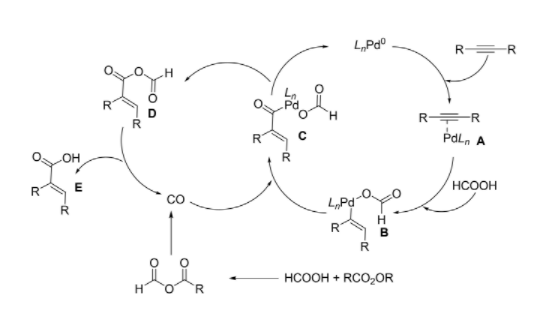 LnPd⁰
R R
R R
PdLn A
HCOOH
LnPd O O
H
R
R
B
Ln
O Pd O
O H
R
R
C
O O H
O
R
R
D
O OH
R
R
E
CO
O O
H O R
HCOOH + RCO₂OR